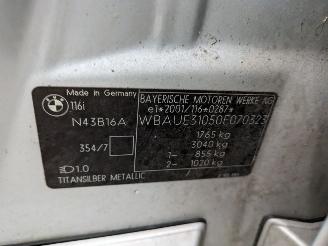 Made in Germany
BAYERISCHE MOTOREN WERKE AG
116i
e1*2001/116*0287*
N43B16A
WBAUE31050E070323
1765 kg
354/7
3040 kg
1- 855 kg
1.0
2- 1020 kg
TITANSILBER METALLIC